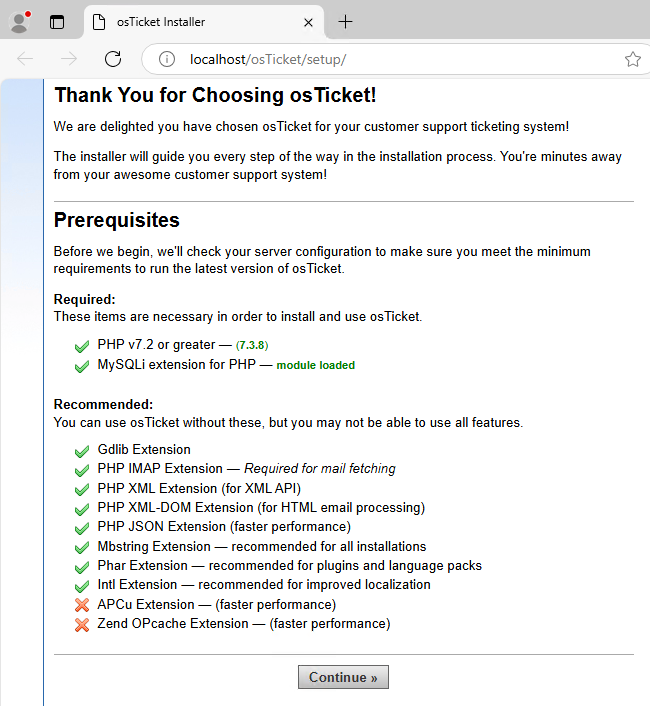 osTicket Installer
localhost/osTicket/setup/
Thank You for Choosing osTicket!
We are delighted you have chosen osTicket for your customer support ticketing system!
The installer will guide you every step of the way in the installation process. You're minutes away
from your awesome customer support system!
Prerequisites
Before we begin, we'll check your server configuration to make sure you meet the minimum
requirements to run the latest version of osTicket.
Required:
These items are necessary in order to install and use osTicket.
PHP v7.2 or greater — (7.3.8)
MySQLi extension for PHP — module loaded
Recommended:
You can use osTicket without these, but you may not be able to use all features.
Gdlib Extension
PHP IMAP Extension — Required for mail fetching
PHP XML Extension (for XML API)
PHP XML-DOM Extension (for HTML email processing)
PHP JSON Extension (faster performance)
Mbstring Extension — recommended for all installations
Phar Extension — recommended for plugins and language packs
Intl Extension — recommended for improved localization
APCu Extension — (faster performance)
Zend OPcache Extension — (faster performance)
Continue »